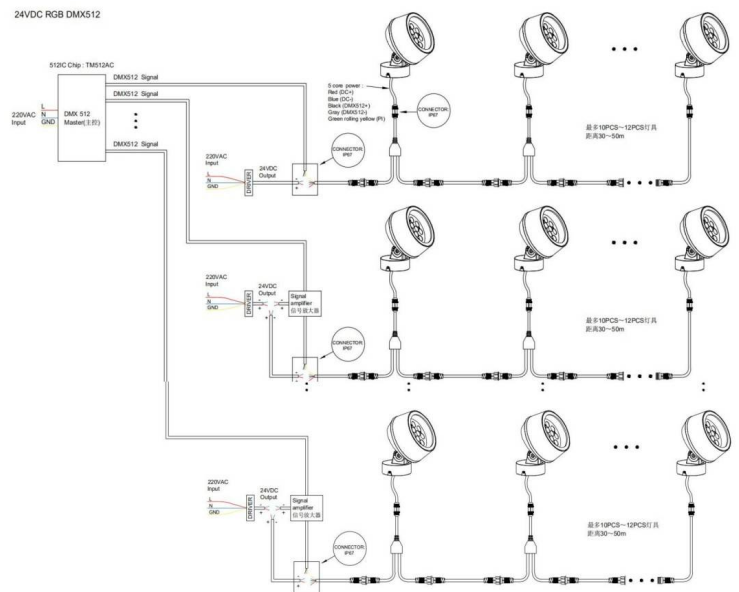 24VDC RGB DMX512
512IC Chip : TM512AC
DMX512 Signal
DMX512 Signal
DMX512 Signal
220VAC
Input
L
N
GND
DMX 512
Master(主控)
5 core power :
Red (DC+)
Blue (DC-)
Black (DMX512+)
Gray (DMX512-)
Green rolling yellow (PI)
CONNECTOR:
IP67
最多10PCS～12PCS灯具
距离30～50m
CONNECTOR:
IP67
220VAC
Input
24VDC
Output
L
N
GND
DRIVER
220VAC
Input
24VDC
Output
L
N
GND
DRIVER
Signal
amplifier
信号放大器
CONNECTOR:
IP67
最多10PCS～12PCS灯具
距离30～50m
220VAC
Input
24VDC
Output
L
N
GND
DRIVER
Signal
amplifier
信号放大器
CONNECTOR:
IP67
最多10PCS～12PCS灯具
距离30～50m